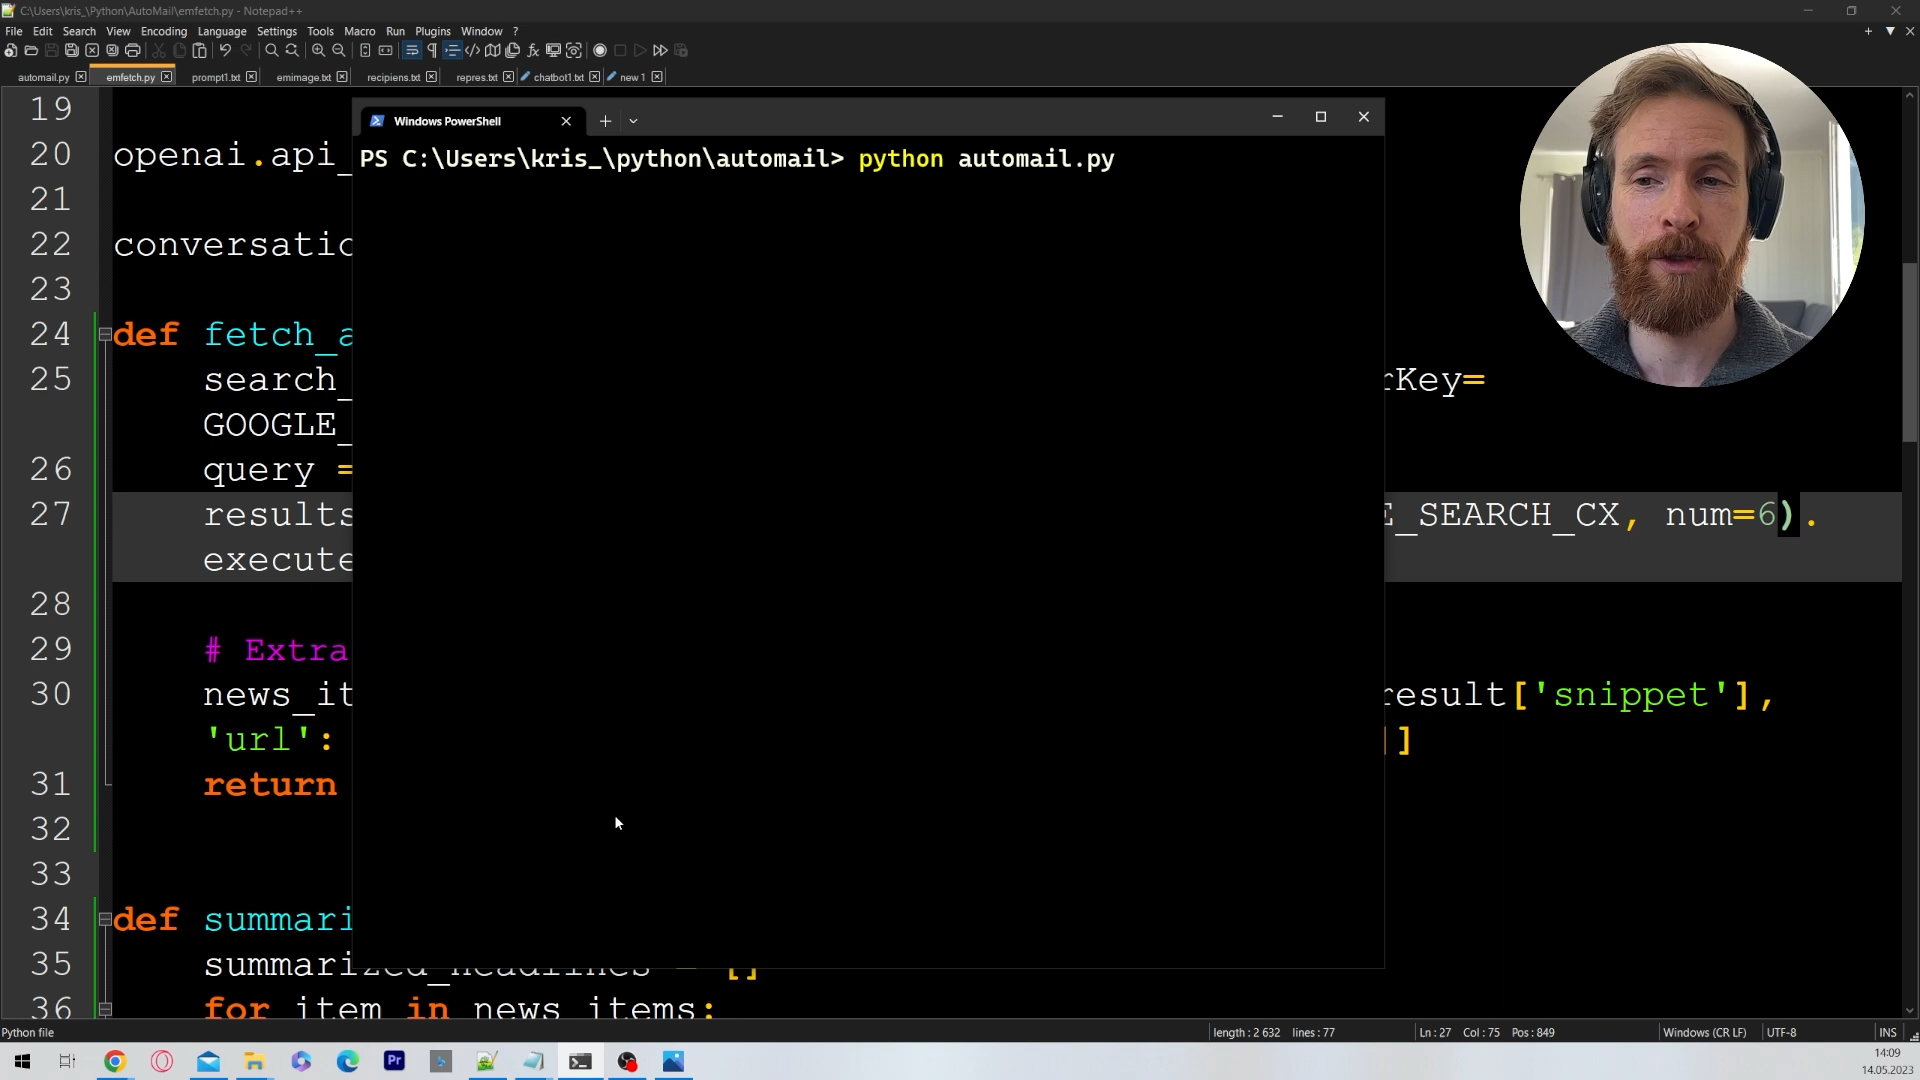 C:\Users\kris_\Python\AutoMail\emfetch.py - Notepad++
File Edit Search View Encoding Language Settings Tools Macro Run Plugins Window ?
automail.py emfetch.py prompt1.txt emimage.txt recipiens.txt repres.txt chatbot1.txt new 1
Windows PowerShell
PS C:\Users\kris_\python\automail> python automail.py
19
20 openai.api_
21
22 conversatio
23
24 def fetch_a
25 search_ rKey=
GOOGLE_
26 query =
27 results E_SEARCH_CX, num=6).
execute
28
29 # Extra
30 news_it result['snippet'],
'url': ]
31 return
32
33
34 def summari
35 summarized_headlines = []
36 for item in news_items:
Python file length : 2 632 lines : 77 Ln : 27 Col : 75 Pos : 849 Windows (CR LF) UTF-8 INS
Pr
14:09
14.05.2023